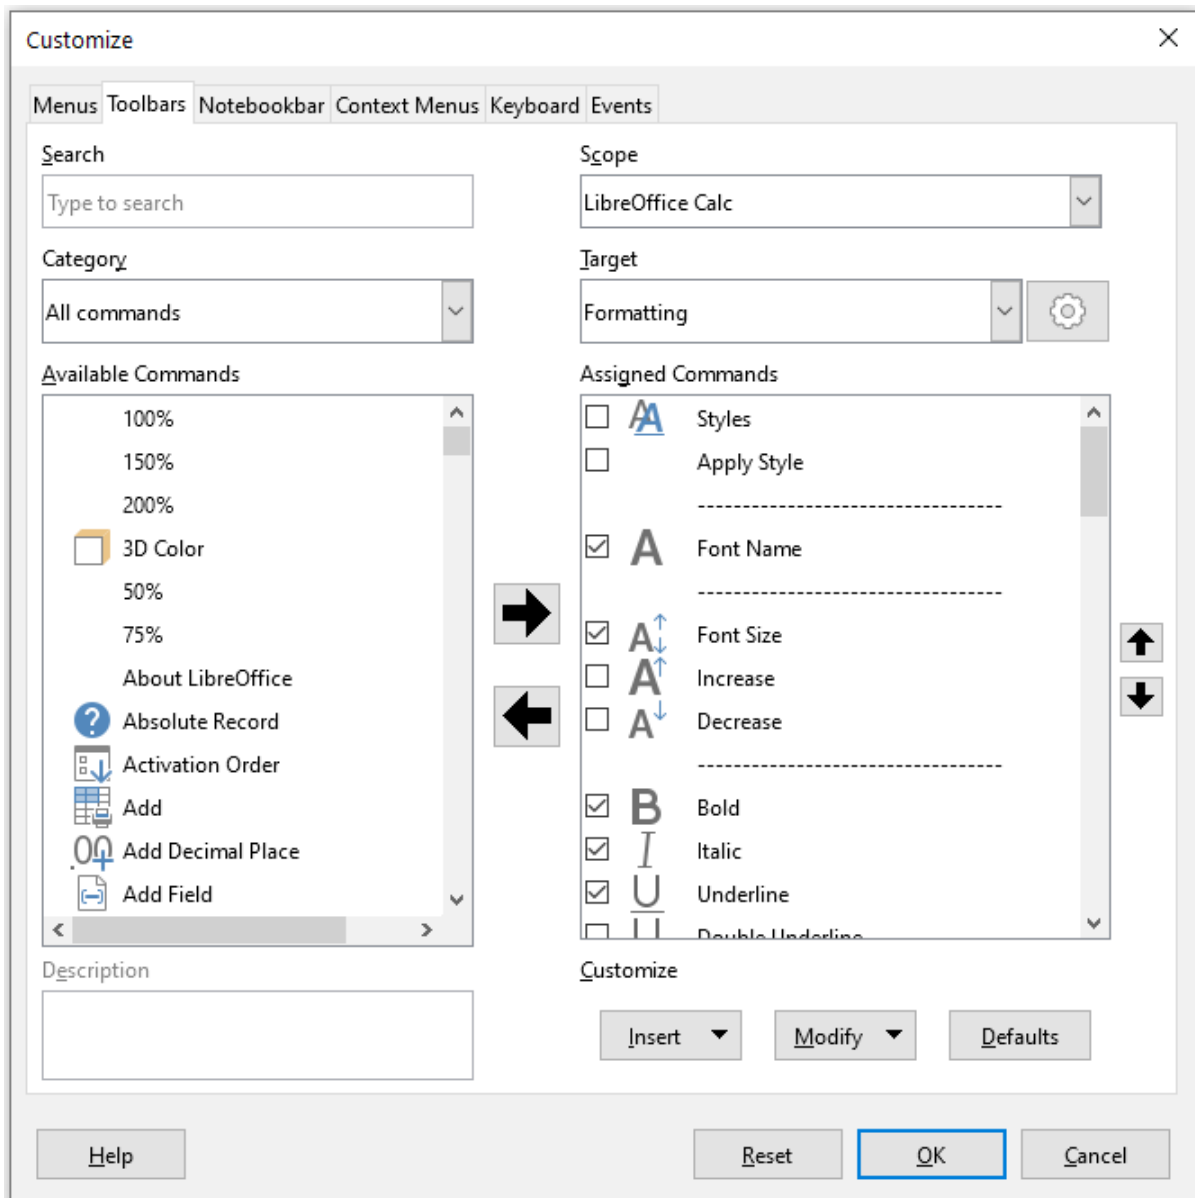 Customize
Menus Toolbars Notebookbar Context Menus Keyboard Events
Search
Type to search
Category
All commands
Available Commands
100%
150%
200%
3D Color
50%
75%
About LibreOffice
Absolute Record
Activation Order
Add
Add Decimal Place
Add Field
Description
Scope
LibreOffice Calc
Target
Formatting
Assigned Commands
Styles
Apply Style
--------------------------------
Font Name
--------------------------------
Font Size
Increase
Decrease
--------------------------------
Bold
Italic
Underline
Double Underline
Customize
Insert Modify Defaults
Help Reset OK Cancel